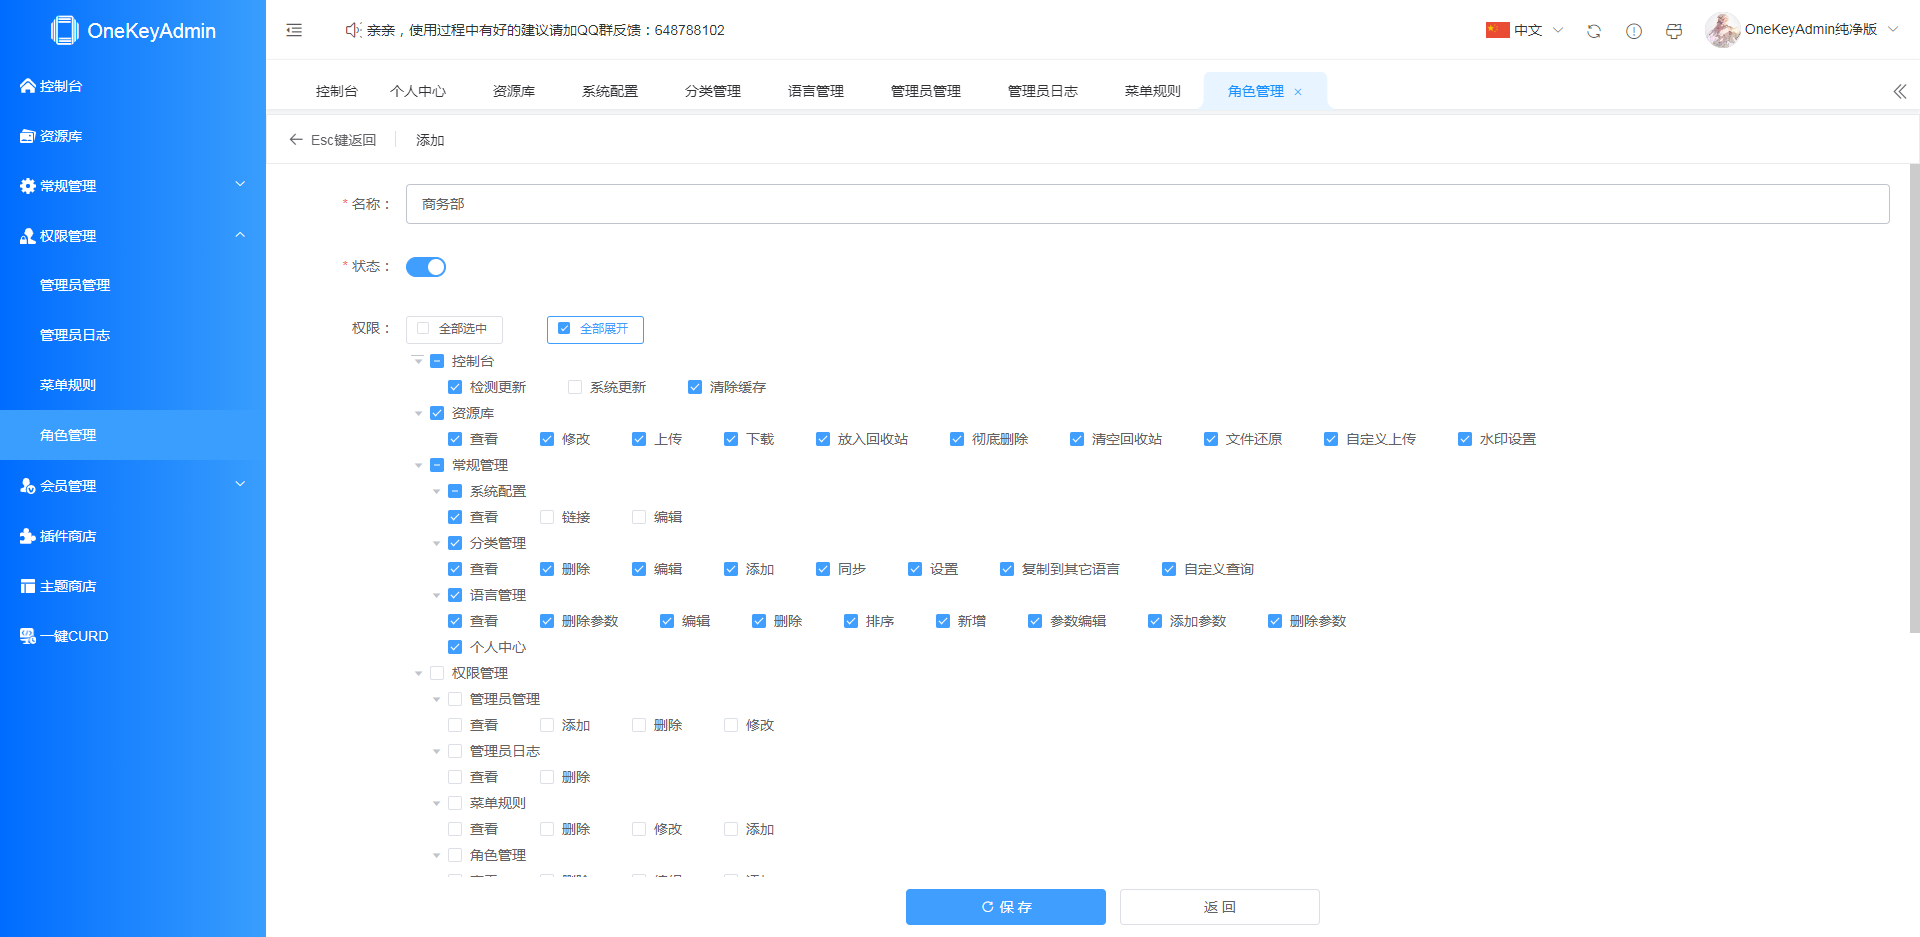 OneKeyAdmin
亲亲，使用过程中有好的建议请加QQ群反馈：648788102
中文
OneKeyAdmin纯净版
控制台
资源库
常规管理
权限管理
管理员管理
管理员日志
菜单规则
角色管理
会员管理
插件商店
主题商店
一键CURD
控制台 个人中心 资源库 系统配置 分类管理 语言管理 管理员管理 管理员日志 菜单规则 角色管理
Esc键返回 添加
* 名称： 商务部
* 状态：
权限： 全部选中 全部展开
控制台
检测更新 系统更新 清除缓存
资源库
查看 修改 上传 下载 放入回收站 彻底删除 清空回收站 文件还原 自定义上传 水印设置
常规管理
系统配置
查看 链接 编辑
分类管理
查看 删除 编辑 添加 同步 设置 复制到其它语言 自定义查询
语言管理
查看 删除参数 编辑 删除 排序 新增 参数编辑 添加参数 删除参数
个人中心
权限管理
管理员管理
查看 添加 删除 修改
管理员日志
查看 删除
菜单规则
查看 删除 修改 添加
角色管理
保存 返回